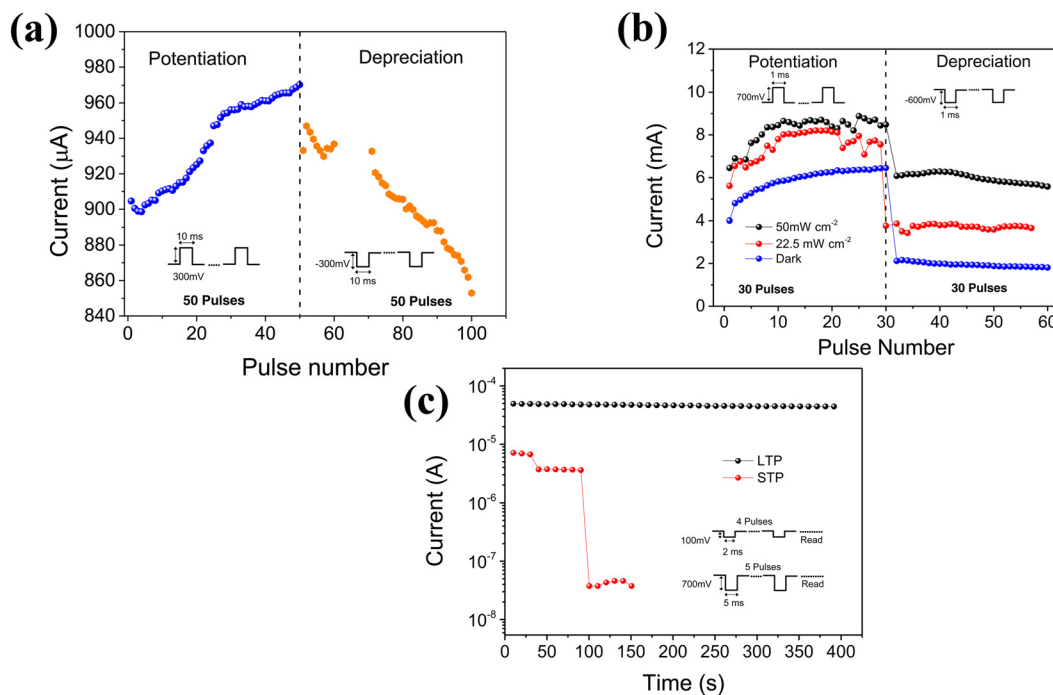 (a)
1000
980
960
940
920
900
880
860
840
Current (μA)
Potentiation
Depreciation
10 ms
300mV
50 Pulses
-300mV
10 ms
50 Pulses
0 20 40 60 80 100
Pulse number
(b)
12
10
8
6
4
2
0
Current (mA)
Potentiation
Depreciation
1 ms
700mV
-600mV
1 ms
50mW cm⁻²
22.5 mW cm⁻²
Dark
30 Pulses
30 Pulses
0 10 20 30 40 50 60
Pulse Number
(c)
10⁻⁴
10⁻⁵
10⁻⁶
10⁻⁷
10⁻⁸
Current (A)
LTP
STP
4 Pulses
100mV
Read
2 ms
5 Pulses
700mV
Read
5 ms
0 50 100 150 200 250 300 350 400
Time (s)